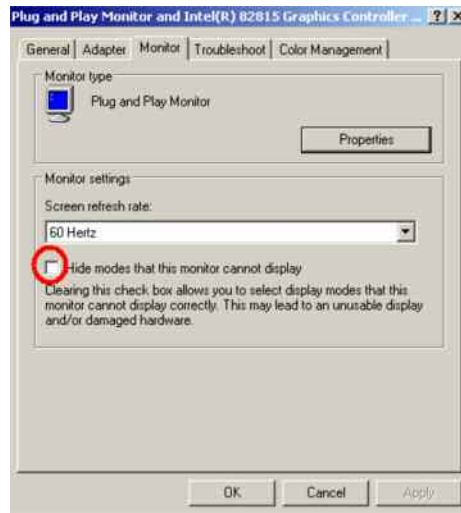 Plug and Play Monitor and Intel(R) 82815 Graphics Controller ...
General Adapter Monitor Troubleshoot Color Management
Monitor type
Plug and Play Monitor
Properties
Monitor settings
Screen refresh rate:
60 Hertz
Hide modes that this monitor cannot display
Clearing this check box allows you to select display modes that this
monitor cannot display correctly. This may lead to an unusable display
and/or damaged hardware.
OK Cancel Apply